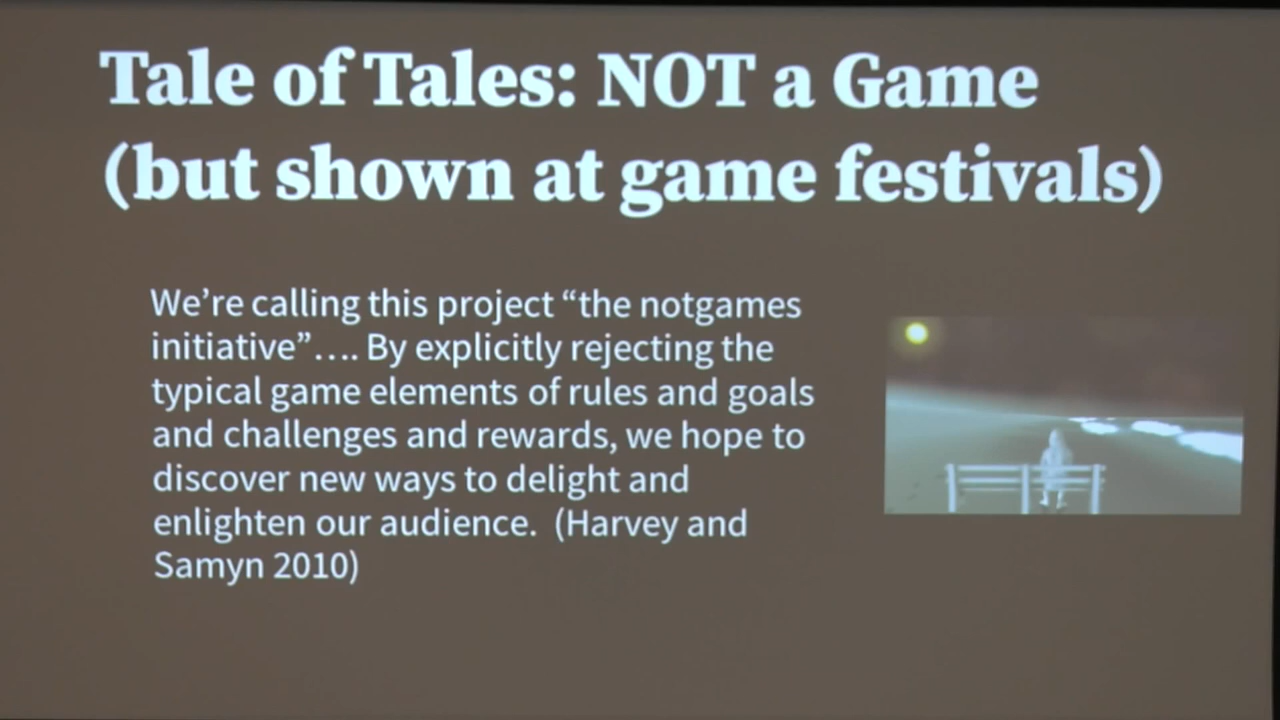 Tale of Tales: NOT a Game
(but shown at game festivals)
We’re calling this project “the notgames
initiative”…. By explicitly rejecting the
typical game elements of rules and goals
and challenges and rewards, we hope to
discover new ways to delight and
enlighten our audience.  (Harvey and
Samyn 2010)